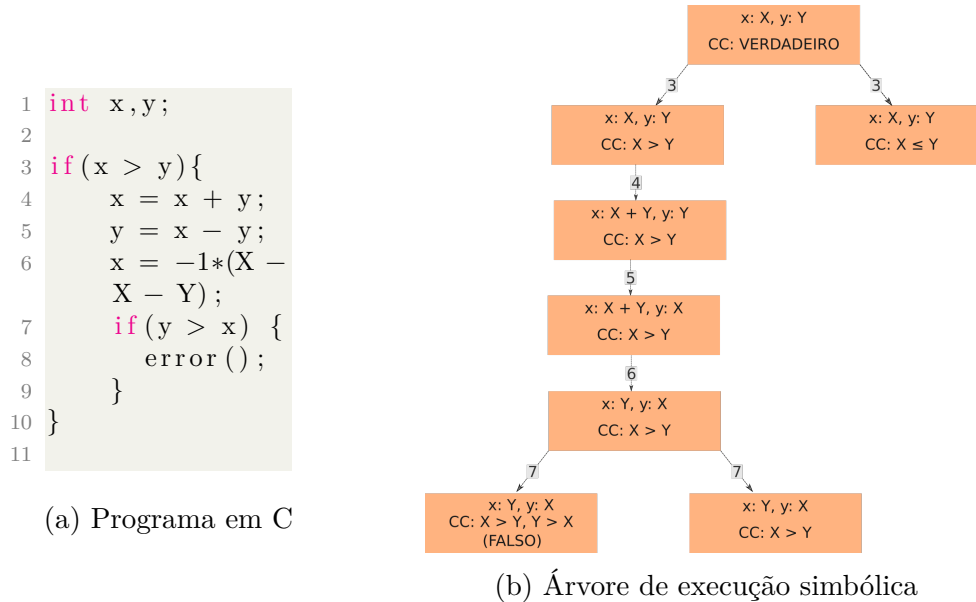 1 int x,y;
2
3 if(x > y){
4 x = x + y;
5 y = x − y;
6 x = −1*(X −
X − Y);
7 if(y > x) {
8 error();
9 }
10 }
11
(a) Programa em C
x: X, y: Y
CC: VERDADEIRO
3
3
x: X, y: Y
CC: X > Y
x: X, y: Y
CC: X ≤ Y
4
x: X + Y, y: Y
CC: X > Y
5
x: X + Y, y: X
CC: X > Y
6
x: Y, y: X
CC: X > Y
7
7
x: Y, y: X
CC: X > Y, Y > X
(FALSO)
x: Y, y: X
CC: X > Y
(b) Árvore de execução simbólica